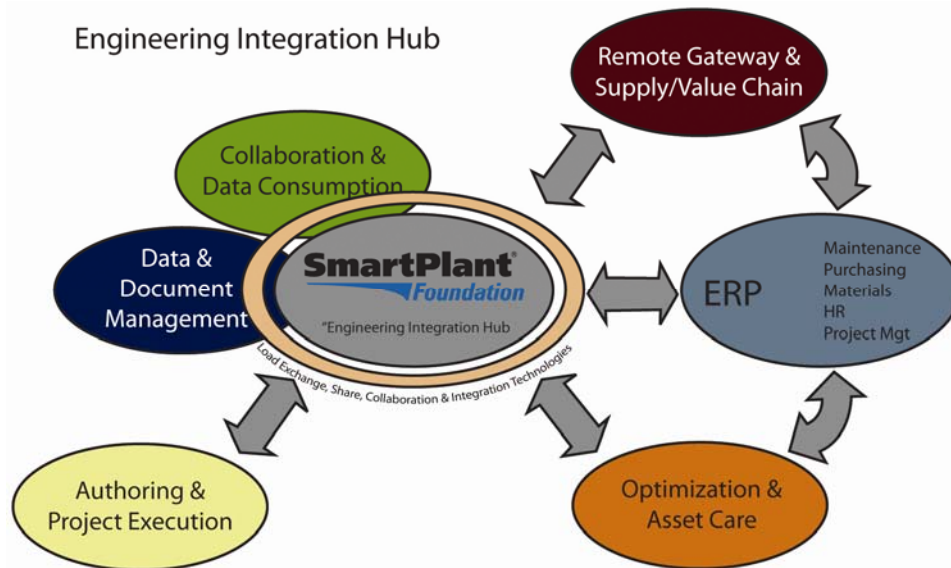 Engineering Integration Hub
Remote Gateway &
Supply/Value Chain
Collaboration &
Data Consumption
Data &
Document
Management
SmartPlant®
Foundation
"Engineering Integration Hub
Load Exchange, Share, Collaboration & Integration Technologies
ERP
Maintenance
Purchasing
Materials
HR
Project Mgt
Authoring &
Project Execution
Optimization &
Asset Care